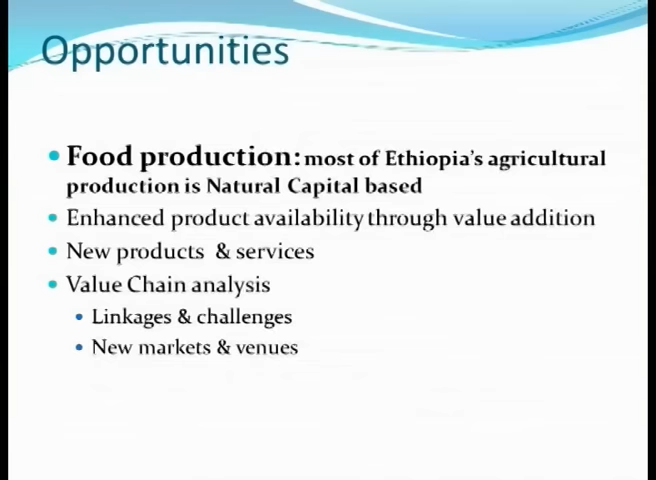 Opportunities
• Food production: most of Ethiopia's agricultural
production is Natural Capital based
• Enhanced product availability through value addition
• New products & services
• Value Chain analysis
• Linkages & challenges
• New markets & venues